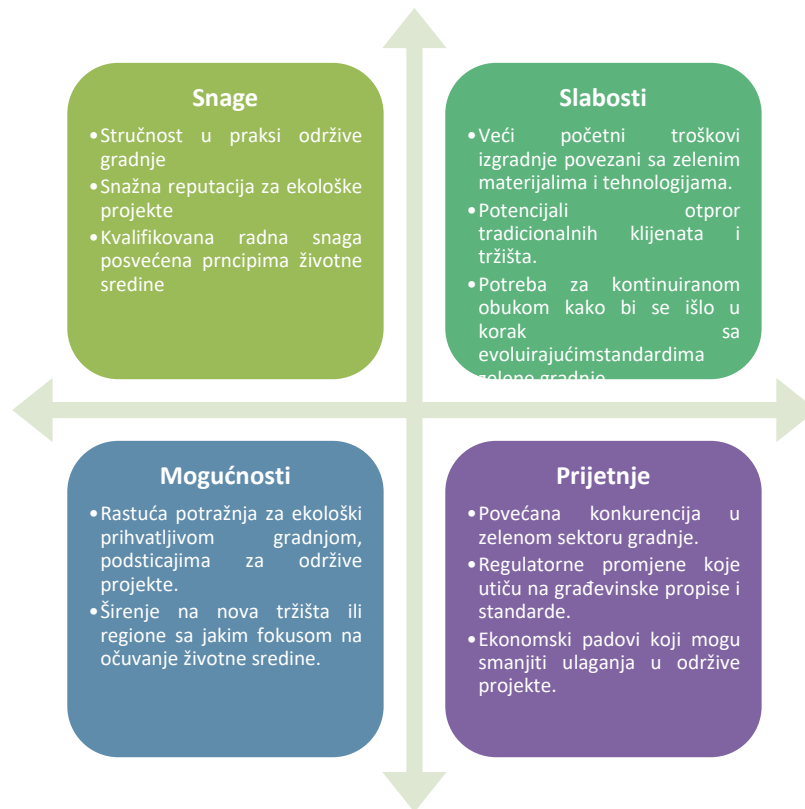 Snage
•Stručnost u praksi održive
gradnje
•Snažna reputacija za ekološke
projekte
•Kvalifikovana radna snaga
posvećena prncipima životne
sredine
Slabosti
•Veći početni troškovi
izgradnje povezani sa zelenim
materijalima i tehnologijama.
•Potencijali otpor
tradicionalnih klijenata i
tržišta.
•Potreba za kontinuiranom
obukom kako bi se išlo u
korak sa
evoluirajućimstandardima
zelene gradnje
Mogućnosti
•Rastuća potražnja za ekološki
prihvatljivom gradnjom,
podsticajima za održive
projekte.
•Širenje na nova tržišta ili
regione sa jakim fokusom na
očuvanje životne sredine.
Prijetnje
•Povećana konkurencija u
zelenom sektoru gradnje.
•Regulatorne promjene koje
utiču na građevinske propise i
standarde.
•Ekonomski padovi koji mogu
smanjiti ulaganja u održive
projekte.